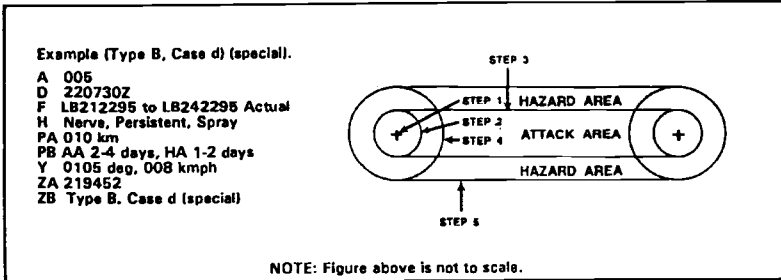 Example (Type B, Case d) (special).
A 005
D 220730Z
F LB212295 to LB242295 Actual
H Nerve, Persistent, Spray
PA 010 km
PB AA 2-4 days, HA 1-2 days
Y 0105 deg, 008 kmph
ZA 219452
ZB Type B. Case d (special)
STEP 3
STEP 1
HAZARD AREA
STEP 2
ATTACK AREA
STEP 4
HAZARD AREA
STEP 5
NOTE: Figure above is not to scale.